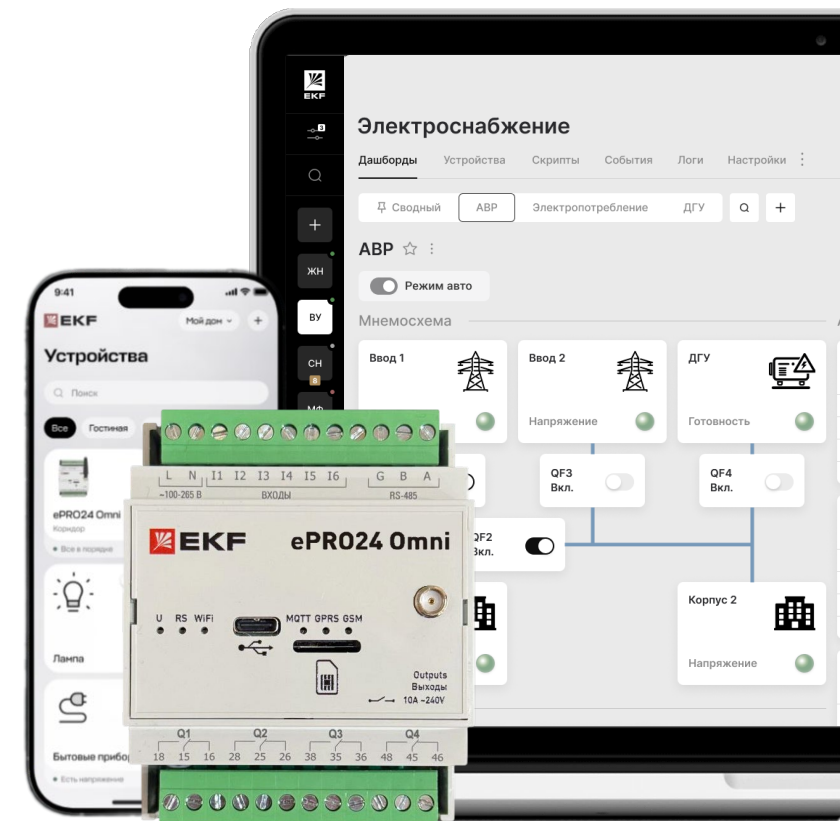 EKF
3
Электроснабжение
Дашборды Устройства Скрипты События Логи Настройки
Сводный АВР Электропотребление ДГУ
АВР
Режим авто
Мнемосхема
ЖН
ВУ
СН
8
МФ
Ввод 1
Ввод 2
Напряжение
ДГУ
Готовность
QF3
Вкл.
QF4
Вкл.
QF2
Вкл.
Корпус 2
Напряжение
9:41
EKF
Мой дом
Устройства
Поиск
Все Гостиная
ePRO24 Omni
Коридор
Все в порядке
Лампа
Бытовые прибо
Есть напряжение
L N I1 I2 I3 I4 I5 I6 G B A
~100-265 В ВХОДЫ RS-485
EKF ePRO24 Omni
U RS WiFi MQTT GPRS GSM
Outputs
Выходы
10A ~240V
Q1 Q2 Q3 Q4
18 15 16 28 25 26 38 35 36 48 45 46